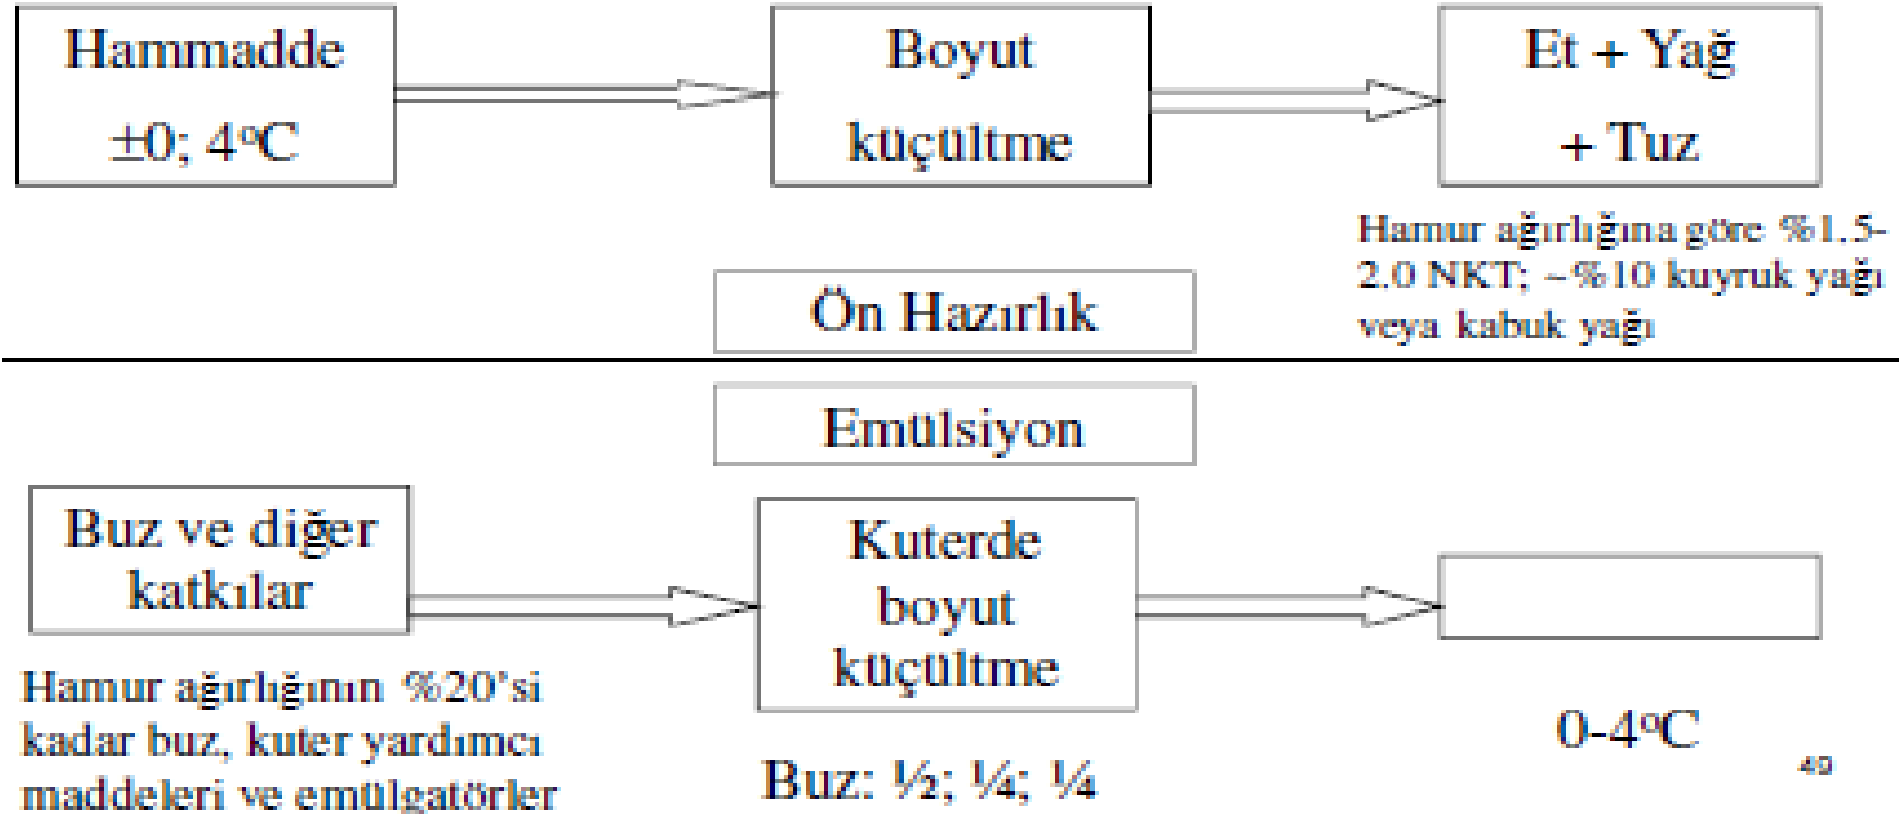 Hammadde
±0; 4ºC
Boyut
küçültme
Et + Yağ
+ Tuz
Hamur ağırlığına göre %1.5-
2.0 NKT; ~%10 kuyruk yağı
veya kabuk yağı
Ön Hazırlık
Emülsiyon
Buz ve diğer
katkılar
Hamur ağırlığının %20'si
kadar buz, kuter yardımcı
maddeleri ve emülgatörler
Kuterde
boyut
küçültme
Buz: ½; ¼; ¼
0-4ºC
49